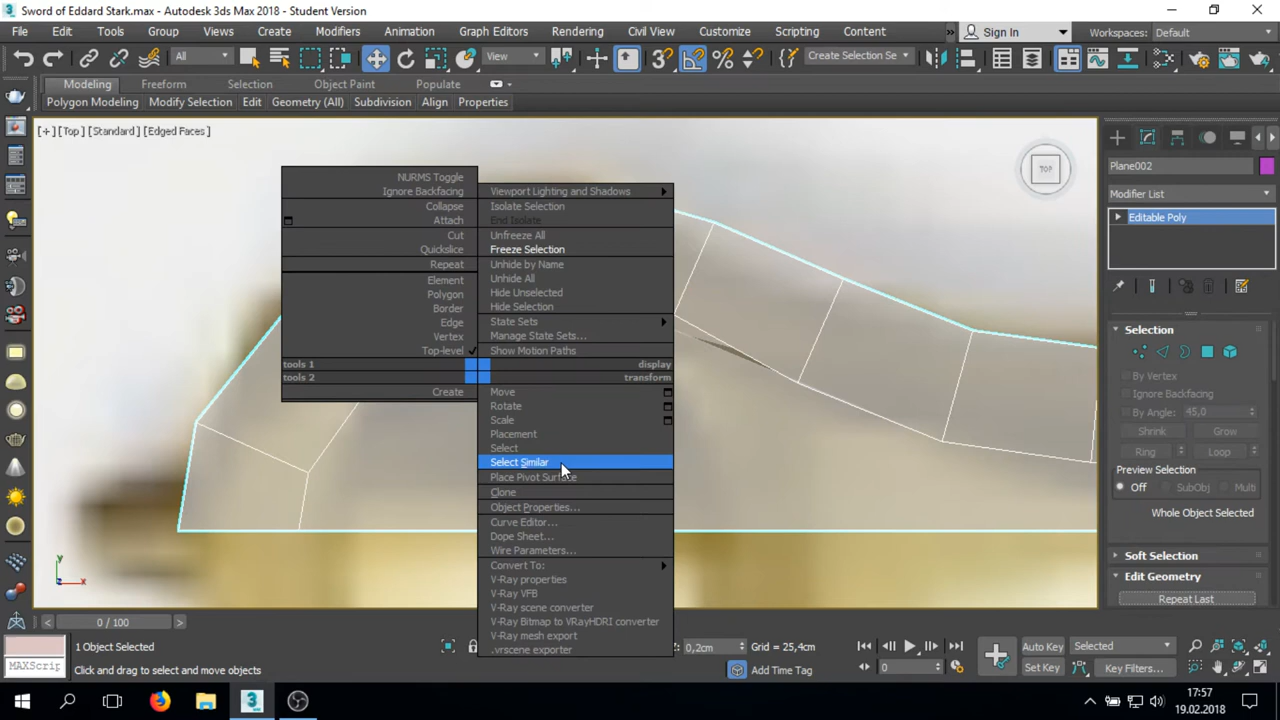 Sword of Eddard Stark.max - Autodesk 3ds Max 2018 - Student Version
File Edit Tools Group Views Create Modifiers Animation Graph Editors Rendering Civil View Customize Scripting Content » Sign In Workspaces: Default
All View Create Selection Se
Modeling Freeform Selection Object Paint Populate
Polygon Modeling Modify Selection Edit Geometry (All) Subdivision Align Properties
[+] [Top] [Standard] [Edged Faces]
TOP
Plane002
Modifier List
Editable Poly
NURMS Toggle
Ignore Backfacing
Collapse
Attach
Cut
Quickslice
Repeat
Element
Polygon
Border
Edge
Vertex
Top-level
tools 1
tools 2
Create
Viewport Lighting and Shadows
Isolate Selection
End Isolate
Unfreeze All
Freeze Selection
Unhide by Name
Unhide All
Hide Unselected
Hide Selection
State Sets
Manage State Sets...
Show Motion Paths
display
transform
Move
Rotate
Scale
Placement
Select
Select Similar
Place Pivot Surface
Clone
Object Properties...
Curve Editor...
Dope Sheet...
Wire Parameters...
Convert To:
V-Ray properties
V-Ray VFB
V-Ray scene converter
V-Ray Bitmap to VRayHDRI converter
V-Ray mesh export
.vrscene exporter
Selection
By Vertex
Ignore Backfacing
By Angle: 45,0
Shrink Grow
Ring Loop
Preview Selection
Off SubObj Multi
Whole Object Selected
Soft Selection
Edit Geometry
Repeat Last
y
z x
< 0 / 100 >
1 Object Selected
MAXScrip
Click and drag to select and move objects
Z: 0,2cm Grid = 25,4cm
Add Time Tag
0
Auto Key Selected
Set Key Key Filters...
17:57
19.02.2018